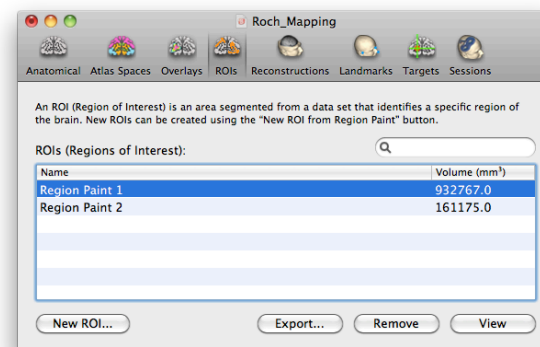 Roch_Mapping
Anatomical Atlas Spaces Overlays ROIs Reconstructions Landmarks Targets Sessions
An ROI (Region of Interest) is an area segmented from a data set that identifies a specific region of
the brain. New ROIs can be created using the “New ROI from Region Paint” button.
ROIs (Regions of Interest):
Name Volume (mm³)
Region Paint 1 932767.0
Region Paint 2 161175.0
New ROI... Export... Remove View